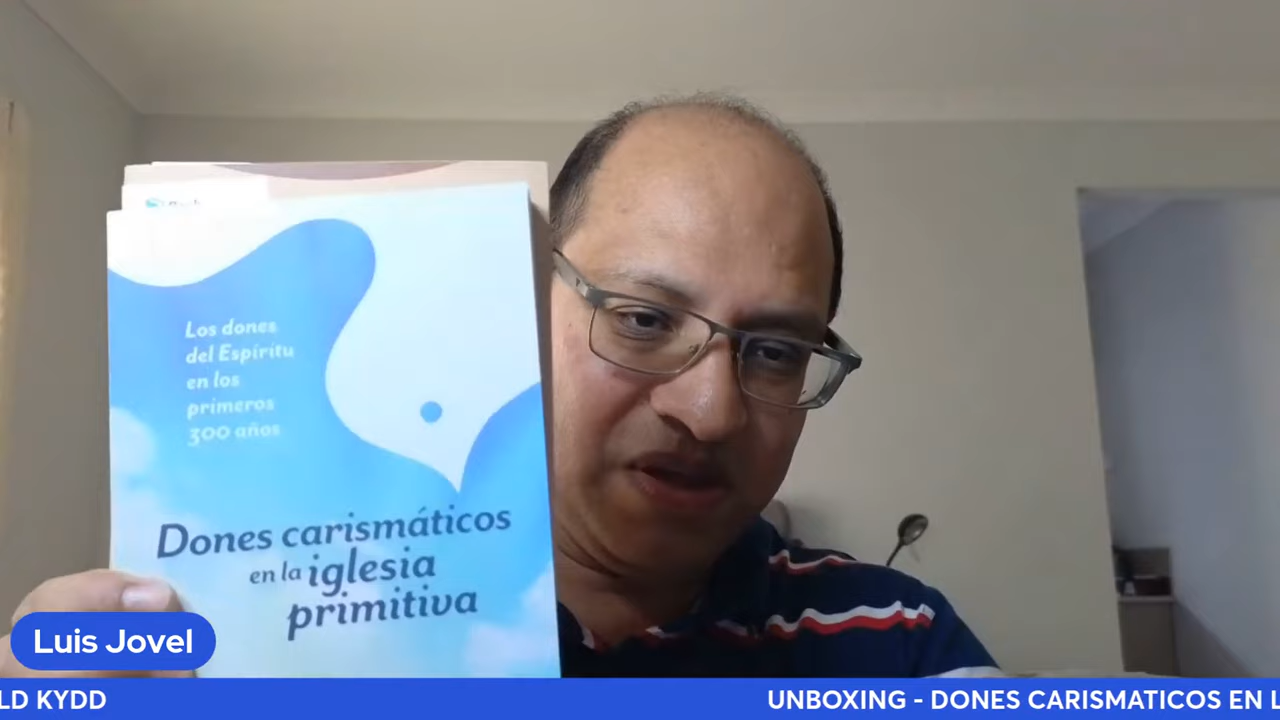 Los dones
del Espíritu
en los
primeros
300 años
Dones carismáticos
en la iglesia
primitiva
Luis Jovel
LD KYDD
UNBOXING - DONES CARISMATICOS EN L